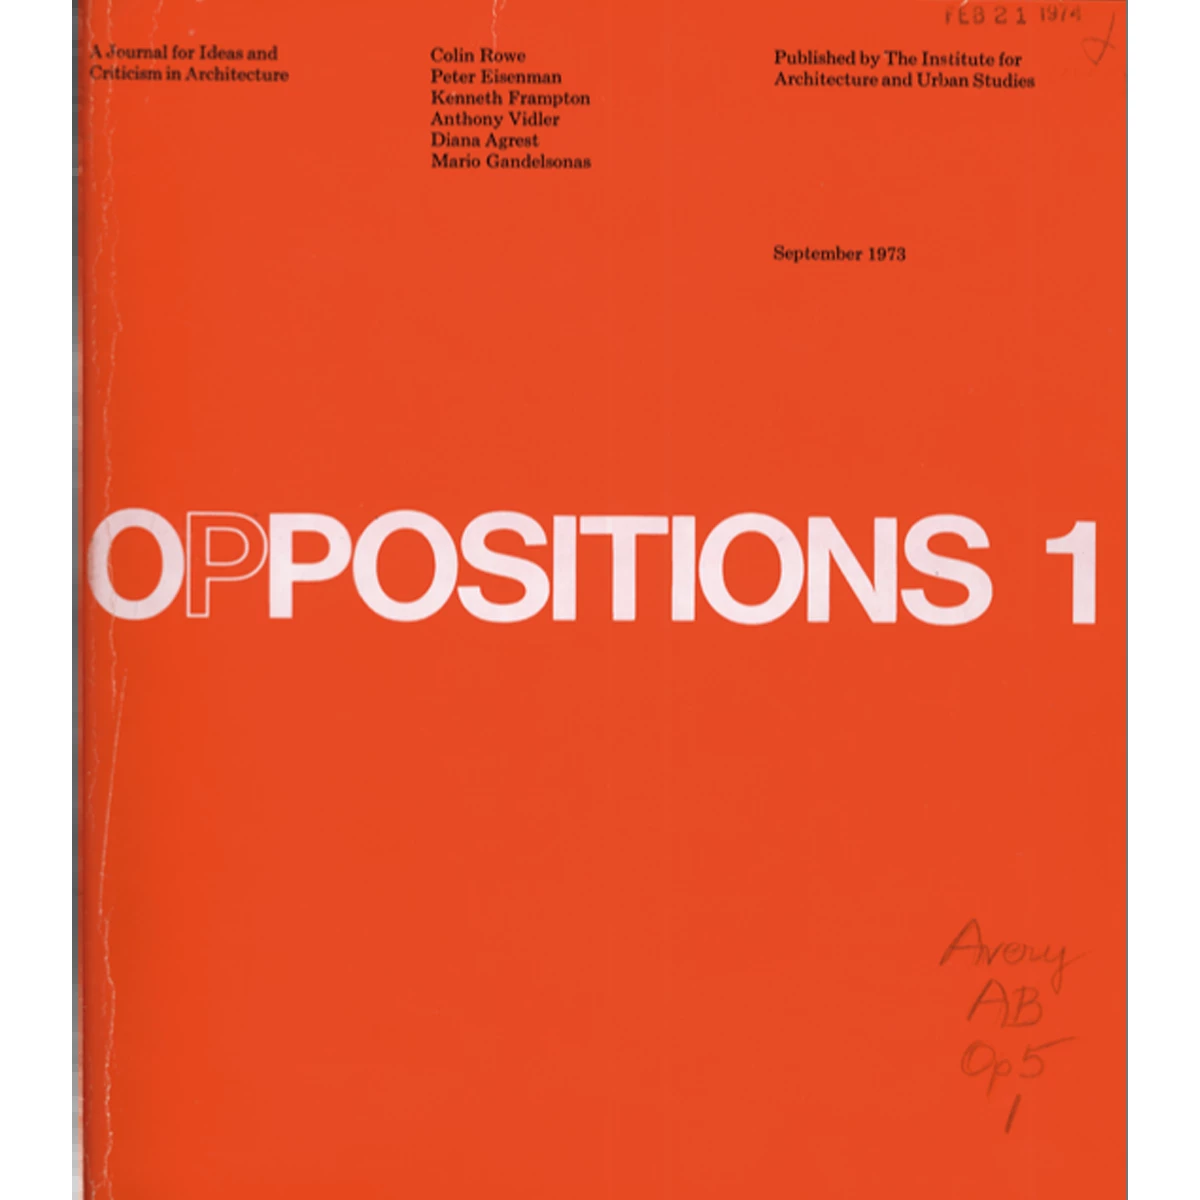 FEB 21 1974
A Journal for Ideas and
Criticism in Architecture
Colin Rowe
Peter Eisenman
Kenneth Frampton
Anthony Vidler
Diana Agrest
Mario Gandelsonas
Published by The Institute for
Architecture and Urban Studies
September 1973
OPPOSITIONS 1
Avery
AB
Op5
1